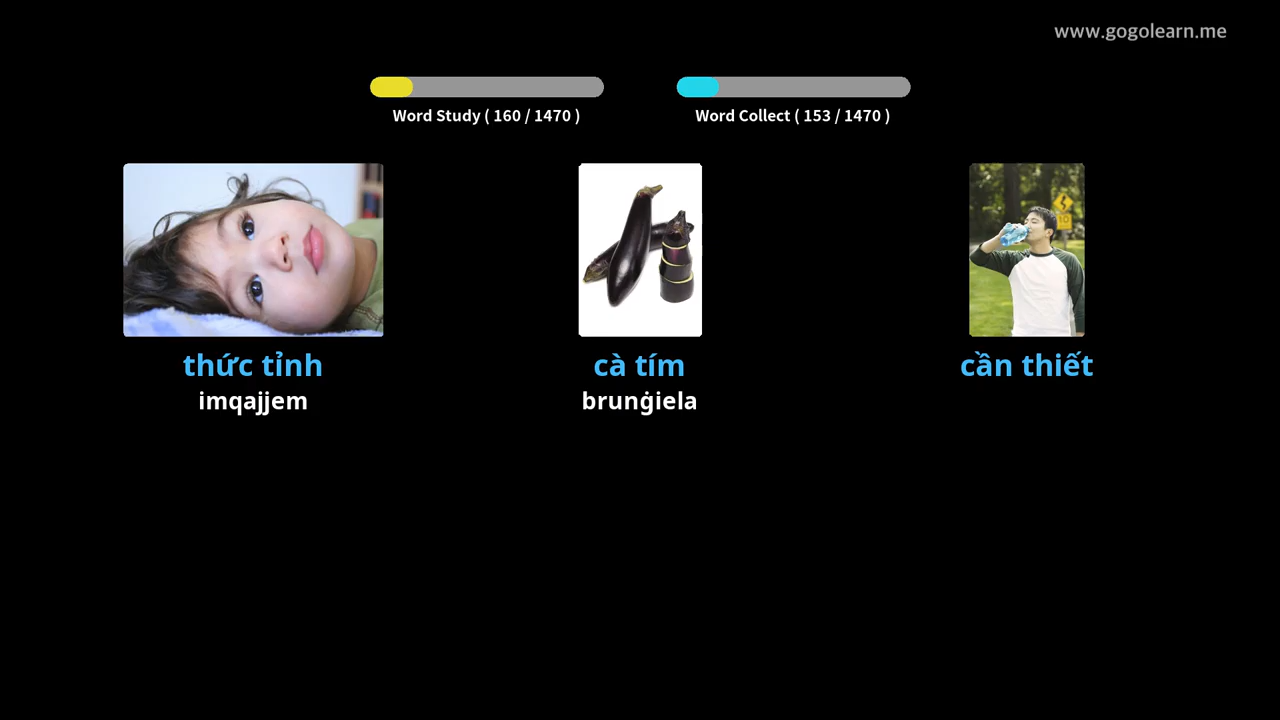 www.gogolearn.me
Word Study ( 160 / 1470 )
Word Collect ( 153 / 1470 )
thức tỉnh
imqajjem
cà tím
brunġiela
cần thiết